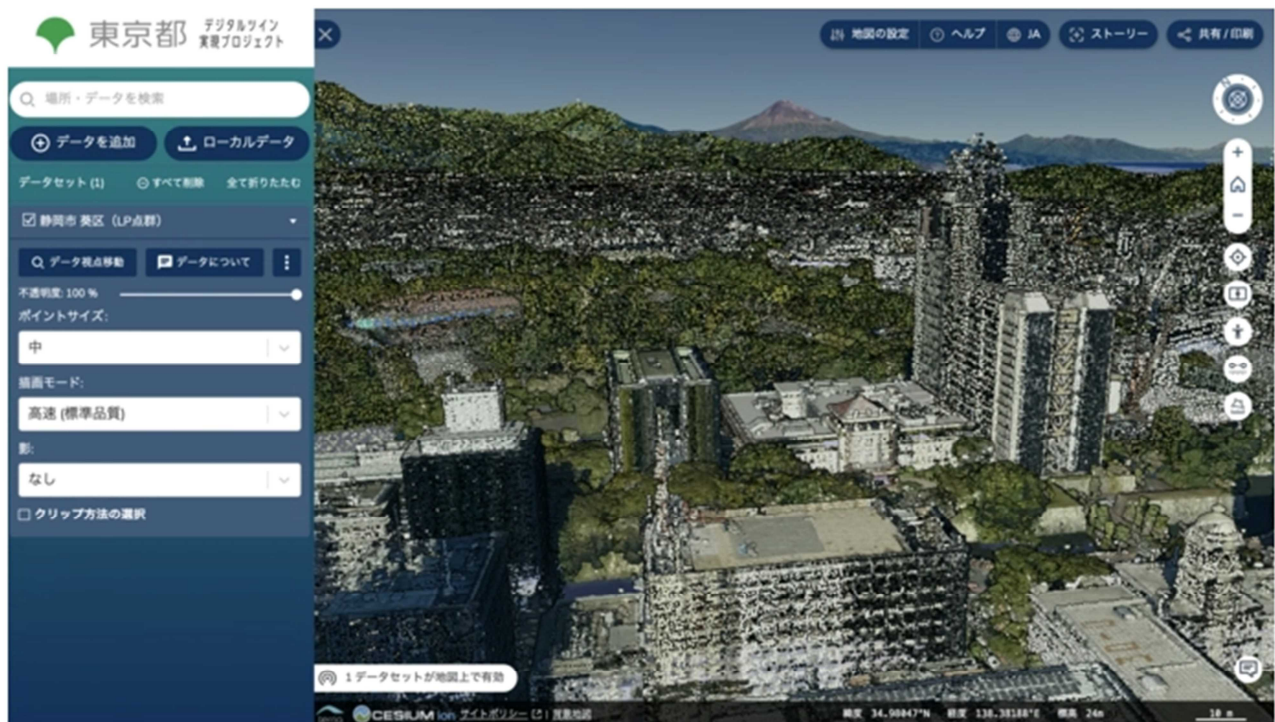 東京都 デジタルツイン
実現プロジェクト
地図の設定 ヘルプ JA ストーリー 共有/印刷
場所・データを検索
データを追加 ローカルデータ
データセット (1) すべて削除 全て折りたたむ
静岡市 葵区（LP点群）
データ視点移動 データについて
不透明度: 100 %
ポイントサイズ:
中
描画モード:
高速 (標準品質)
影:
なし
クリップ方法の選択
N
1 データセットが地図上で有効
CESIUM ion サイトポリシー 背景地図 緯度 34.98047°N 経度 138.38188°E 標高 24m 10 m